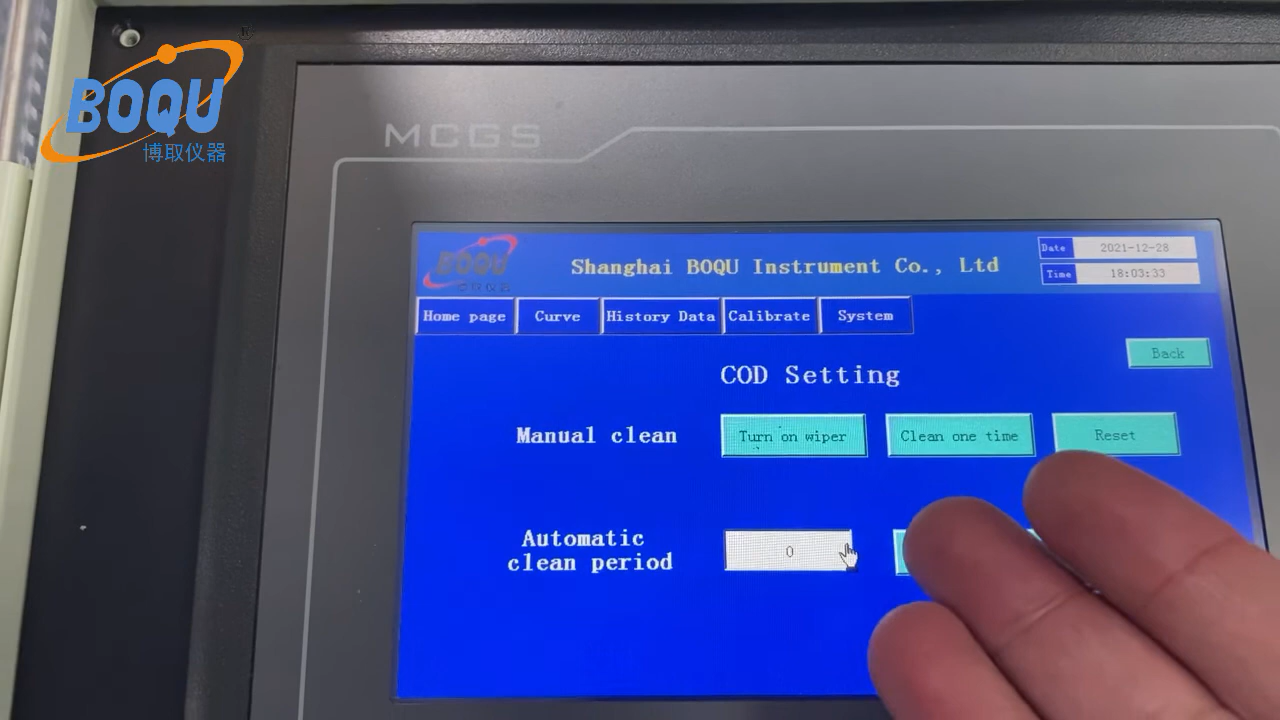 BOQU
®
博取仪器
MCGS
BOQU
Shanghai BOQU Instrument Co., Ltd
Date 2021-12-28
Time 18:03:33
Home page Curve History Data Calibrate System
Back
COD Setting
Manual clean Turn on wiper Clean one time Reset
Automatic
clean period
0